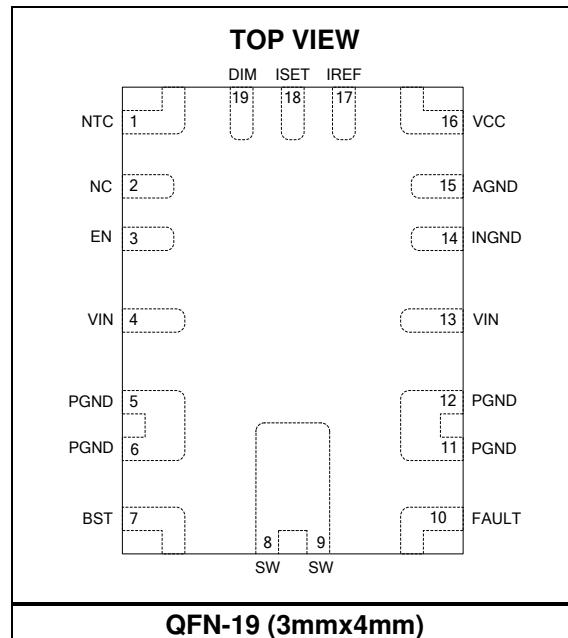 TOP VIEW
DIM ISET IREF
19 18 17
NTC 1 16 VCC
NC 2 15 AGND
EN 3 14 INGND
VIN 4 13 VIN
PGND 5 12 PGND
PGND 6 11 PGND
BST 7 10 FAULT
8 9
SW SW
QFN-19 (3mmx4mm)